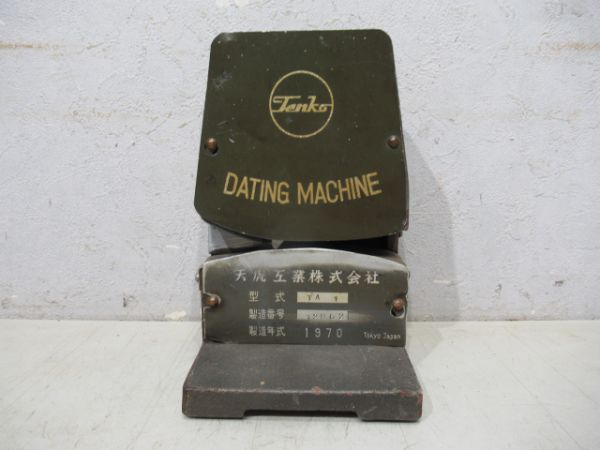 Tenko
DATING MACHINE
天虎工業株式会社
型式
製造番号
製造年式 1970
Tokyo Japan